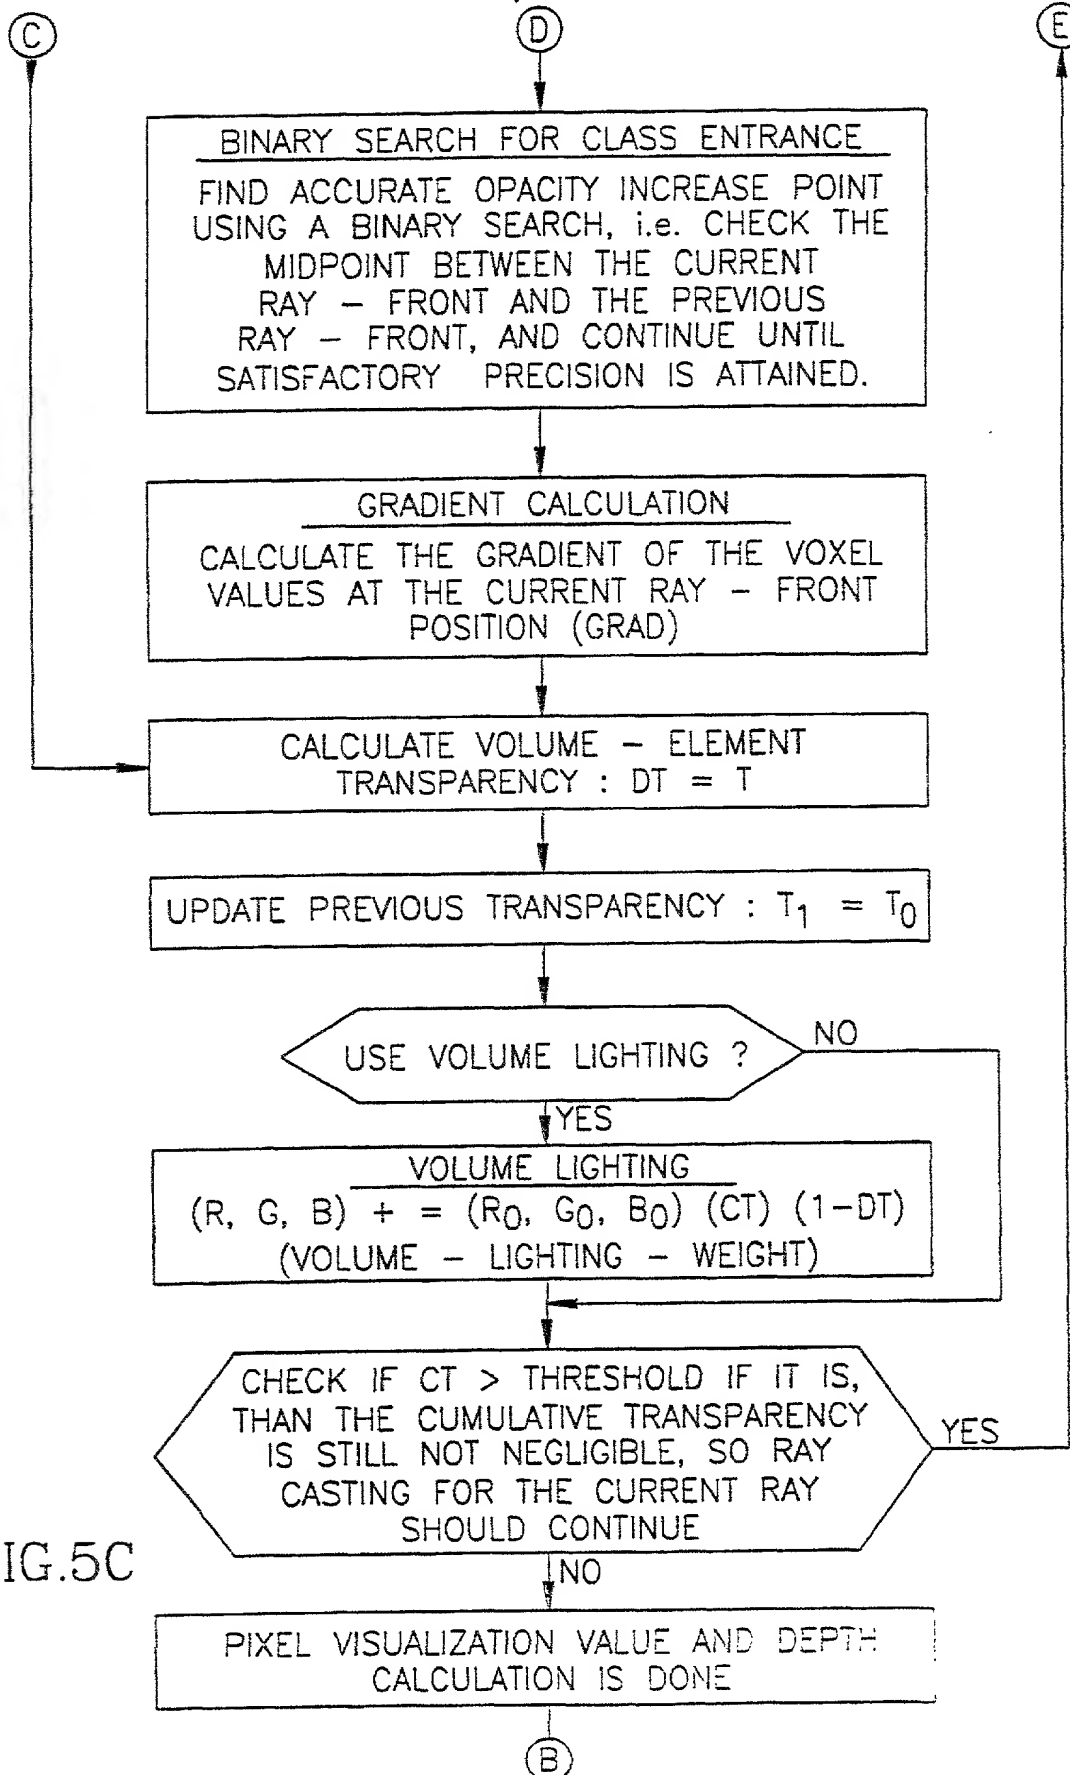 C
D
E
BINARY SEARCH FOR CLASS ENTRANCE
FIND ACCURATE OPACITY INCREASE POINT
USING A BINARY SEARCH, i.e. CHECK THE
MIDPOINT BETWEEN THE CURRENT
RAY – FRONT AND THE PREVIOUS
RAY – FRONT, AND CONTINUE UNTIL
SATISFACTORY PRECISION IS ATTAINED.
GRADIENT CALCULATION
CALCULATE THE GRADIENT OF THE VOXEL
VALUES AT THE CURRENT RAY – FRONT
POSITION (GRAD)
CALCULATE VOLUME – ELEMENT
TRANSPARENCY : DT = T
UPDATE PREVIOUS TRANSPARENCY : T₁ = T₀
USE VOLUME LIGHTING ?
NO
YES
VOLUME LIGHTING
(R, G, B) + = (R₀, G₀, B₀) (CT) (1-DT)
(VOLUME – LIGHTING – WEIGHT)
CHECK IF CT > THRESHOLD IF IT IS,
THAN THE CUMULATIVE TRANSPARENCY
IS STILL NOT NEGLIGIBLE, SO RAY
CASTING FOR THE CURRENT RAY
SHOULD CONTINUE
YES
IG.5C
NO
PIXEL VISUALIZATION VALUE AND DEPTH
CALCULATION IS DONE
B